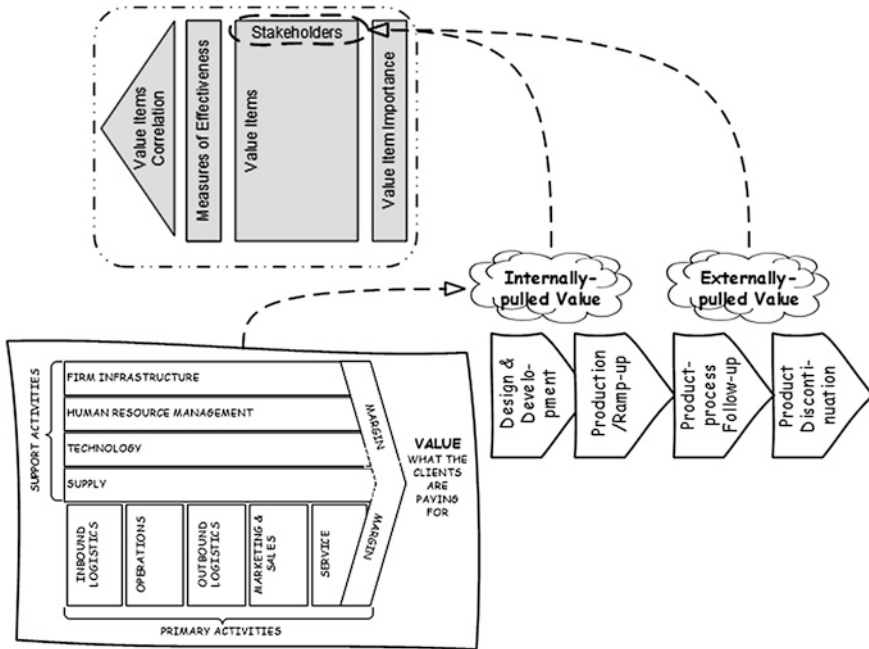 Stakeholders
Value Items
Correlation
Measures of Effectiveness
Value Items
Value Item Importance
Internally-
pulled Value
Externally-
pulled Value
Design &
Develo-
pment
Production
/Ramp-up
Product-
process
Follow-up
Product
Disconti-
nuation
SUPPORT ACTIVITIES
FIRM INFRASTRUCTURE
HUMAN RESOURCE MANAGEMENT
TECHNOLOGY
SUPPLY
MARGIN
MARGIN
VALUE
WHAT THE
CLIENTS
ARE
PAYING
FOR
INBOUND
LOGISTICS
OPERATIONS
OUTBOUND
LOGISTICS
MARKETING &
SALES
SERVICE
PRIMARY ACTIVITIES